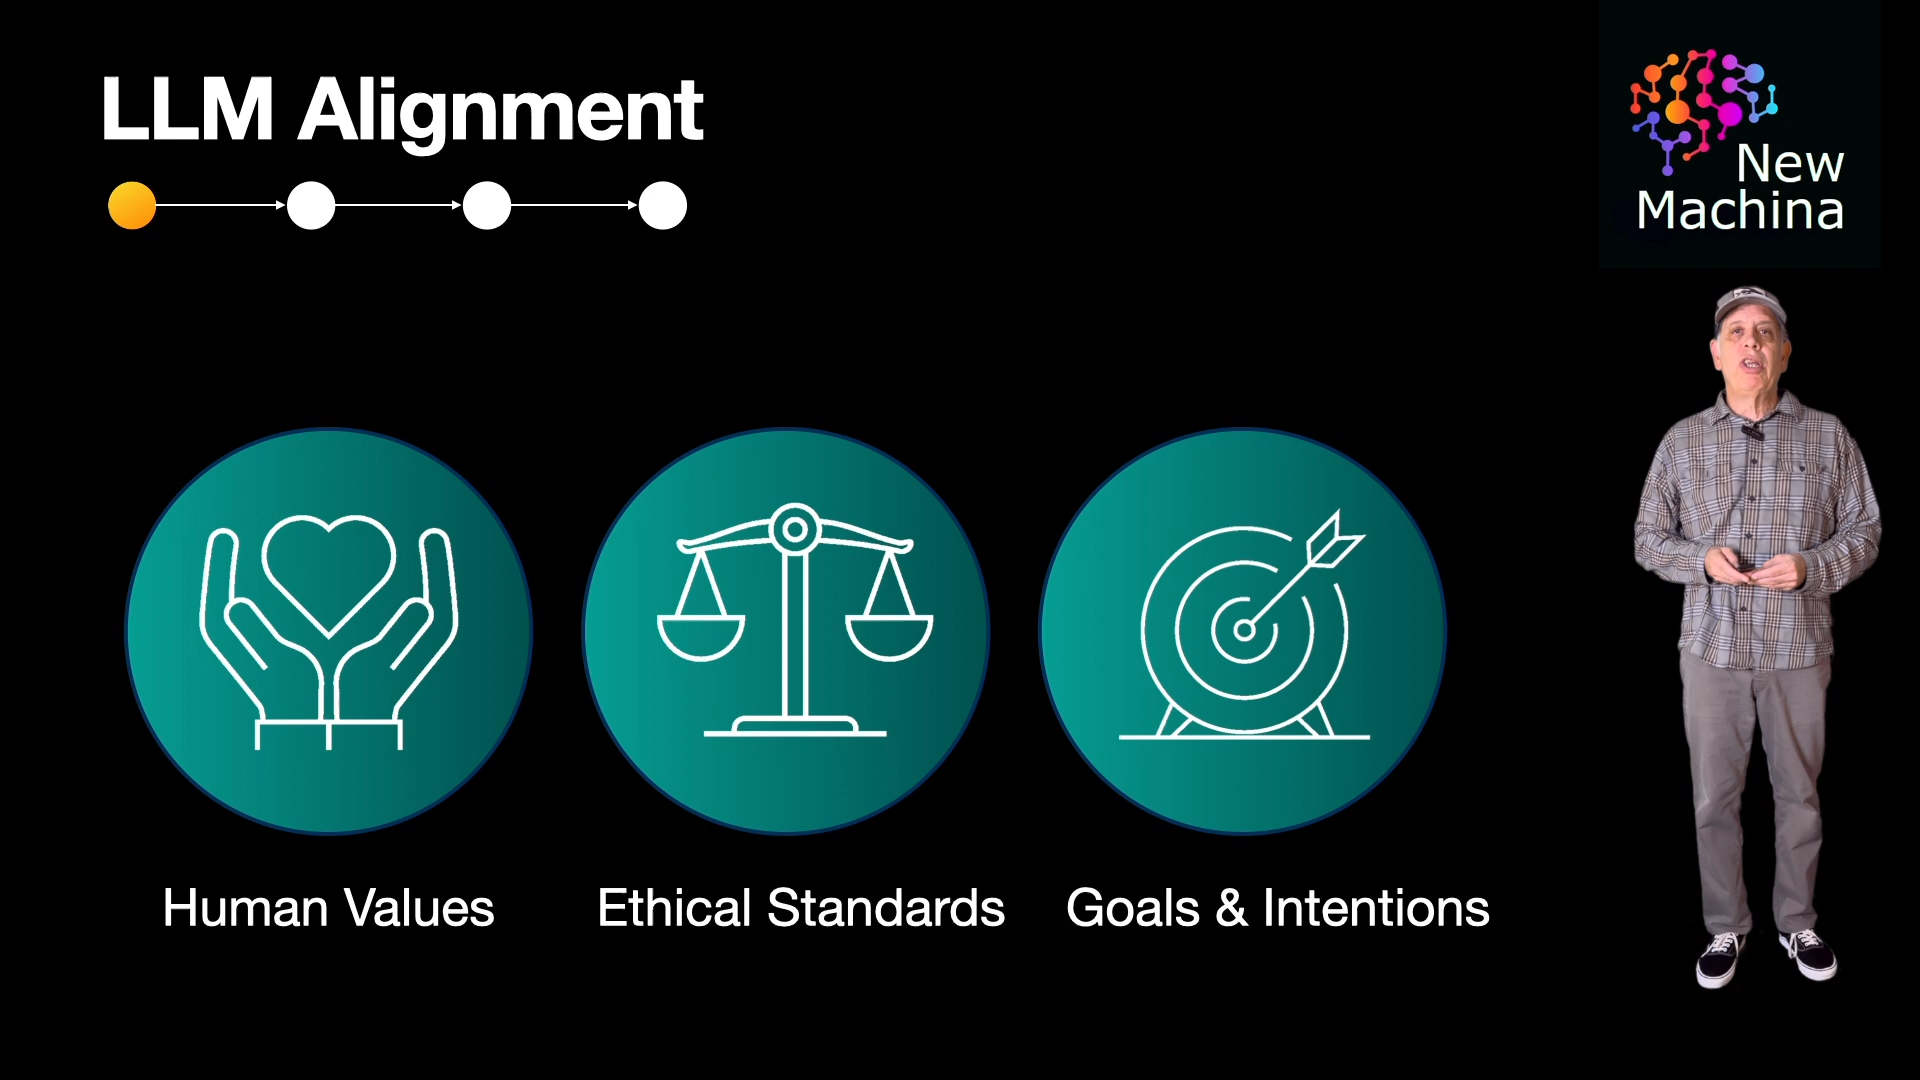 LLM Alignment
New
Machina
Human Values
Ethical Standards
Goals & Intentions